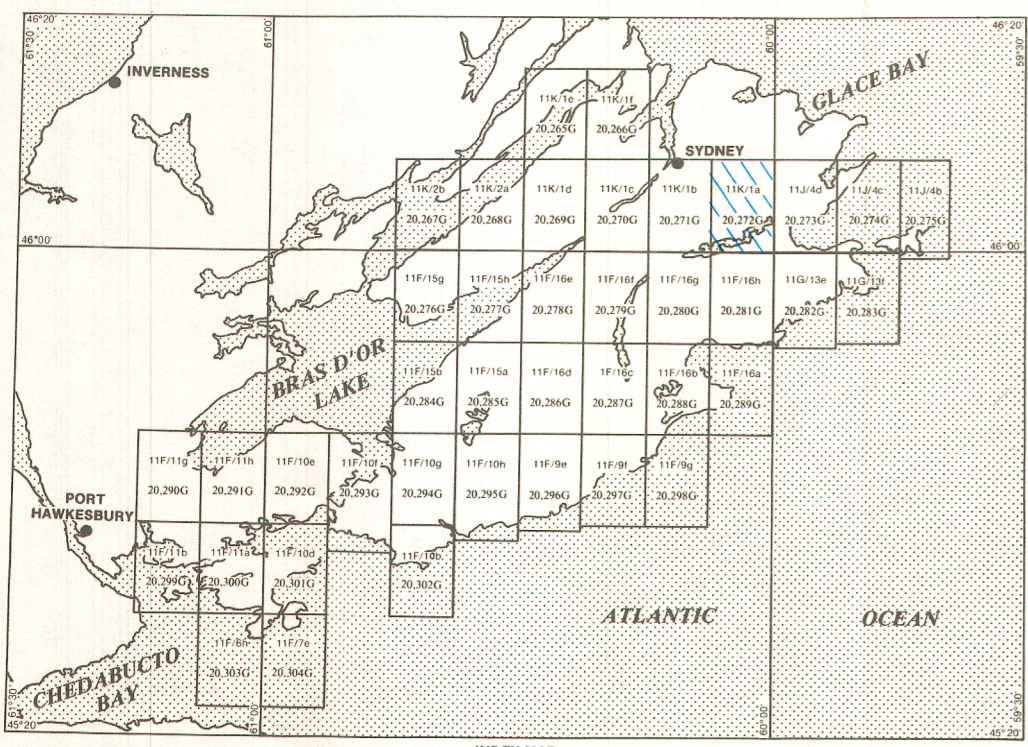 46°20'
61°30'
61°00'
60°00'
46°20'
59°30'
INVERNESS
GLACE BAY
SYDNEY
11K/1e
20,265G
11K/1f
20,266G
11K/2b
20,267G
11K/2a
20,268G
11K/1d
20,269G
11K/1c
20,270G
11K/1b
20,271G
11K/1a
20,272G
11J/4d
20,273G
11J/4c
20,274G
11J/4b
20,275G
46°00'
46°00'
11F/15g
20,276G
11F/15h
20,277G
11F/16e
20,278G
11F/16f
20,279G
11F/16g
20,280G
11F/16h
20,281G
11G/13e
20,282G
11G/13f
20,283G
BRAS D'OR
LAKE
11F/15b
20,284G
11F/15a
20,285G
11F/16d
20,286G
1F/16c
20,287G
11F/16b
20,288G
11F/16a
20,289G
11F/11g
20,290G
11F/11h
20,291G
11F/10e
20,292G
11F/10f
20,293G
11F/10g
20,294G
11F/10h
20,295G
11F/9e
20,296G
11F/9f
20,297G
11F/9g
20,298G
PORT
HAWKESBURY
11F/11b
20,299G
11F/11a
20,300G
11F/10d
20,301G
11F/10b
20,302G
11F/6h
20,303G
11F/7e
20,304G
ATLANTIC
OCEAN
CHEDABUCTO
BAY
61°30'
45°20'
61°00'
60°00'
59°30'
45°20'